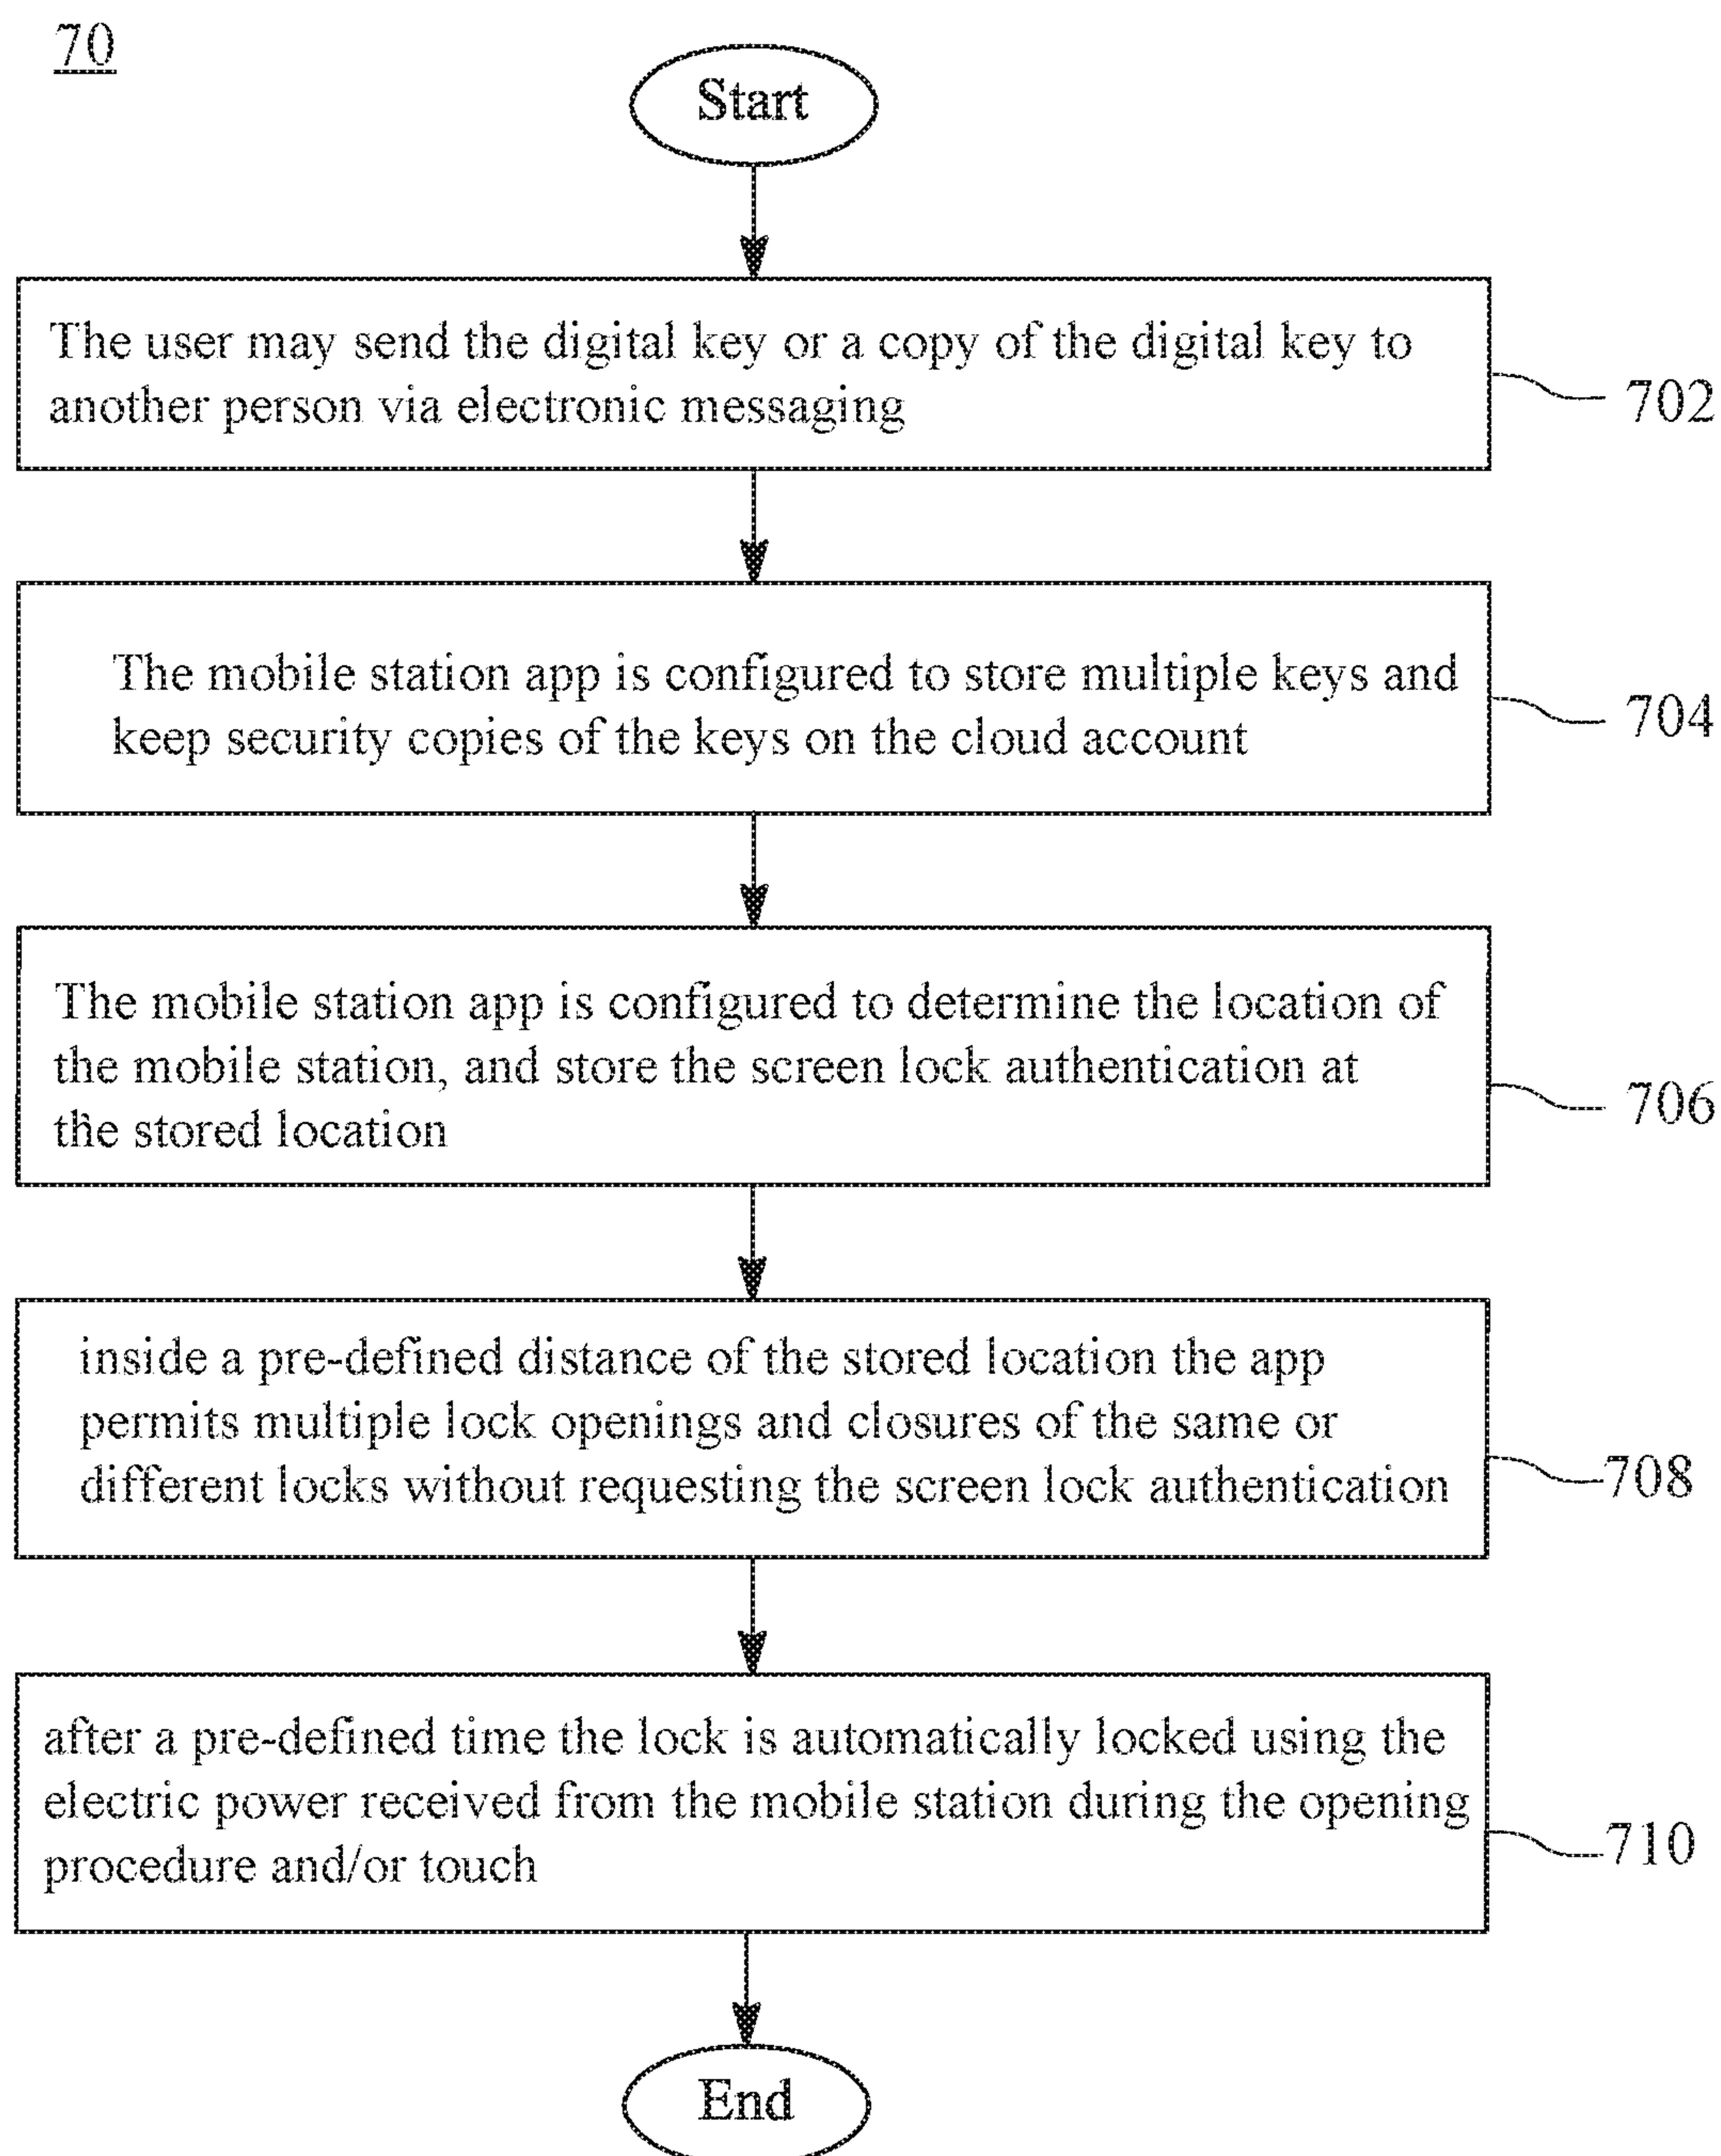 70
Start
The user may send the digital key or a copy of the digital key to
another person via electronic messaging
702
The mobile station app is configured to store multiple keys and
keep security copies of the keys on the cloud account
704
The mobile station app is configured to determine the location of
the mobile station, and store the screen lock authentication at
the stored location
706
inside a pre-defined distance of the stored location the app
permits multiple lock openings and closures of the same or
different locks without requesting the screen lock authentication
708
after a pre-defined time the lock is automatically locked using the
electric power received from the mobile station during the opening
procedure and/or touch
710
End